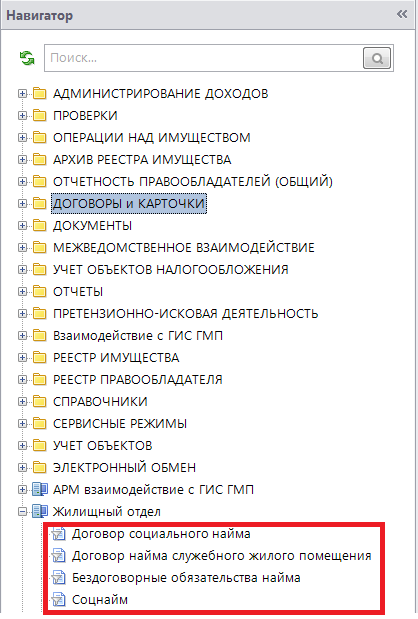 Навигатор
Поиск...
АДМИНИСТРИРОВАНИЕ ДОХОДОВ
ПРОВЕРКИ
ОПЕРАЦИИ НАД ИМУЩЕСТВОМ
АРХИВ РЕЕСТРА ИМУЩЕСТВА
ОТЧЕТНОСТЬ ПРАВООБЛАДАТЕЛЕЙ (ОБЩИЙ)
ДОГОВОРЫ и КАРТОЧКИ
ДОКУМЕНТЫ
МЕЖВЕДОМСТВЕННОЕ ВЗАИМОДЕЙСТВИЕ
УЧЕТ ОБЪЕКТОВ НАЛОГООБЛОЖЕНИЯ
ОТЧЕТЫ
ПРЕТЕНЗИОННО-ИСКОВАЯ ДЕЯТЕЛЬНОСТЬ
Взаимодействие с ГИС ГМП
РЕЕСТР ИМУЩЕСТВА
РЕЕСТР ПРАВООБЛАДАТЕЛЯ
СПРАВОЧНИКИ
СЕРВИСНЫЕ РЕЖИМЫ
УЧЕТ ОБЪЕКТОВ
ЭЛЕКТРОННЫЙ ОБМЕН
АРМ взаимодействие с ГИС ГМП
Жилищный отдел
Договор социального найма
Договор найма служебного жилого помещения
Бездоговорные обязательства найма
Соцнайм